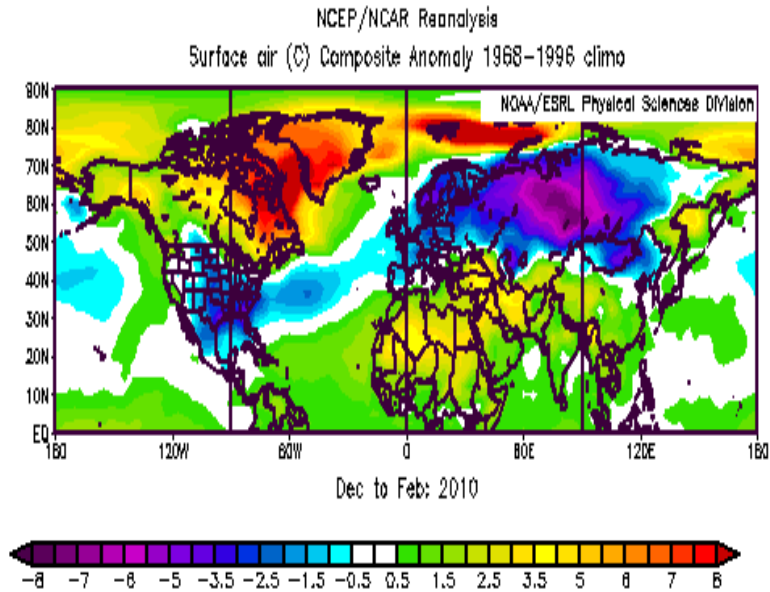 NCEP/NCAR Reanalysis
Surface air (C) Composite Anomaly 1968-1996 climo
NOAA/ESRL Physical Sciences Division
90N
80N
70N
60N
50N
40N
30N
20N
10N
EQ
180 120W 60W 0 60E 120E 180
Dec to Feb: 2010
-8 -7 -6 -5 -3.5 -2.5 -1.5 -0.5 0.5 1.5 2.5 3.5 5 6 7 8